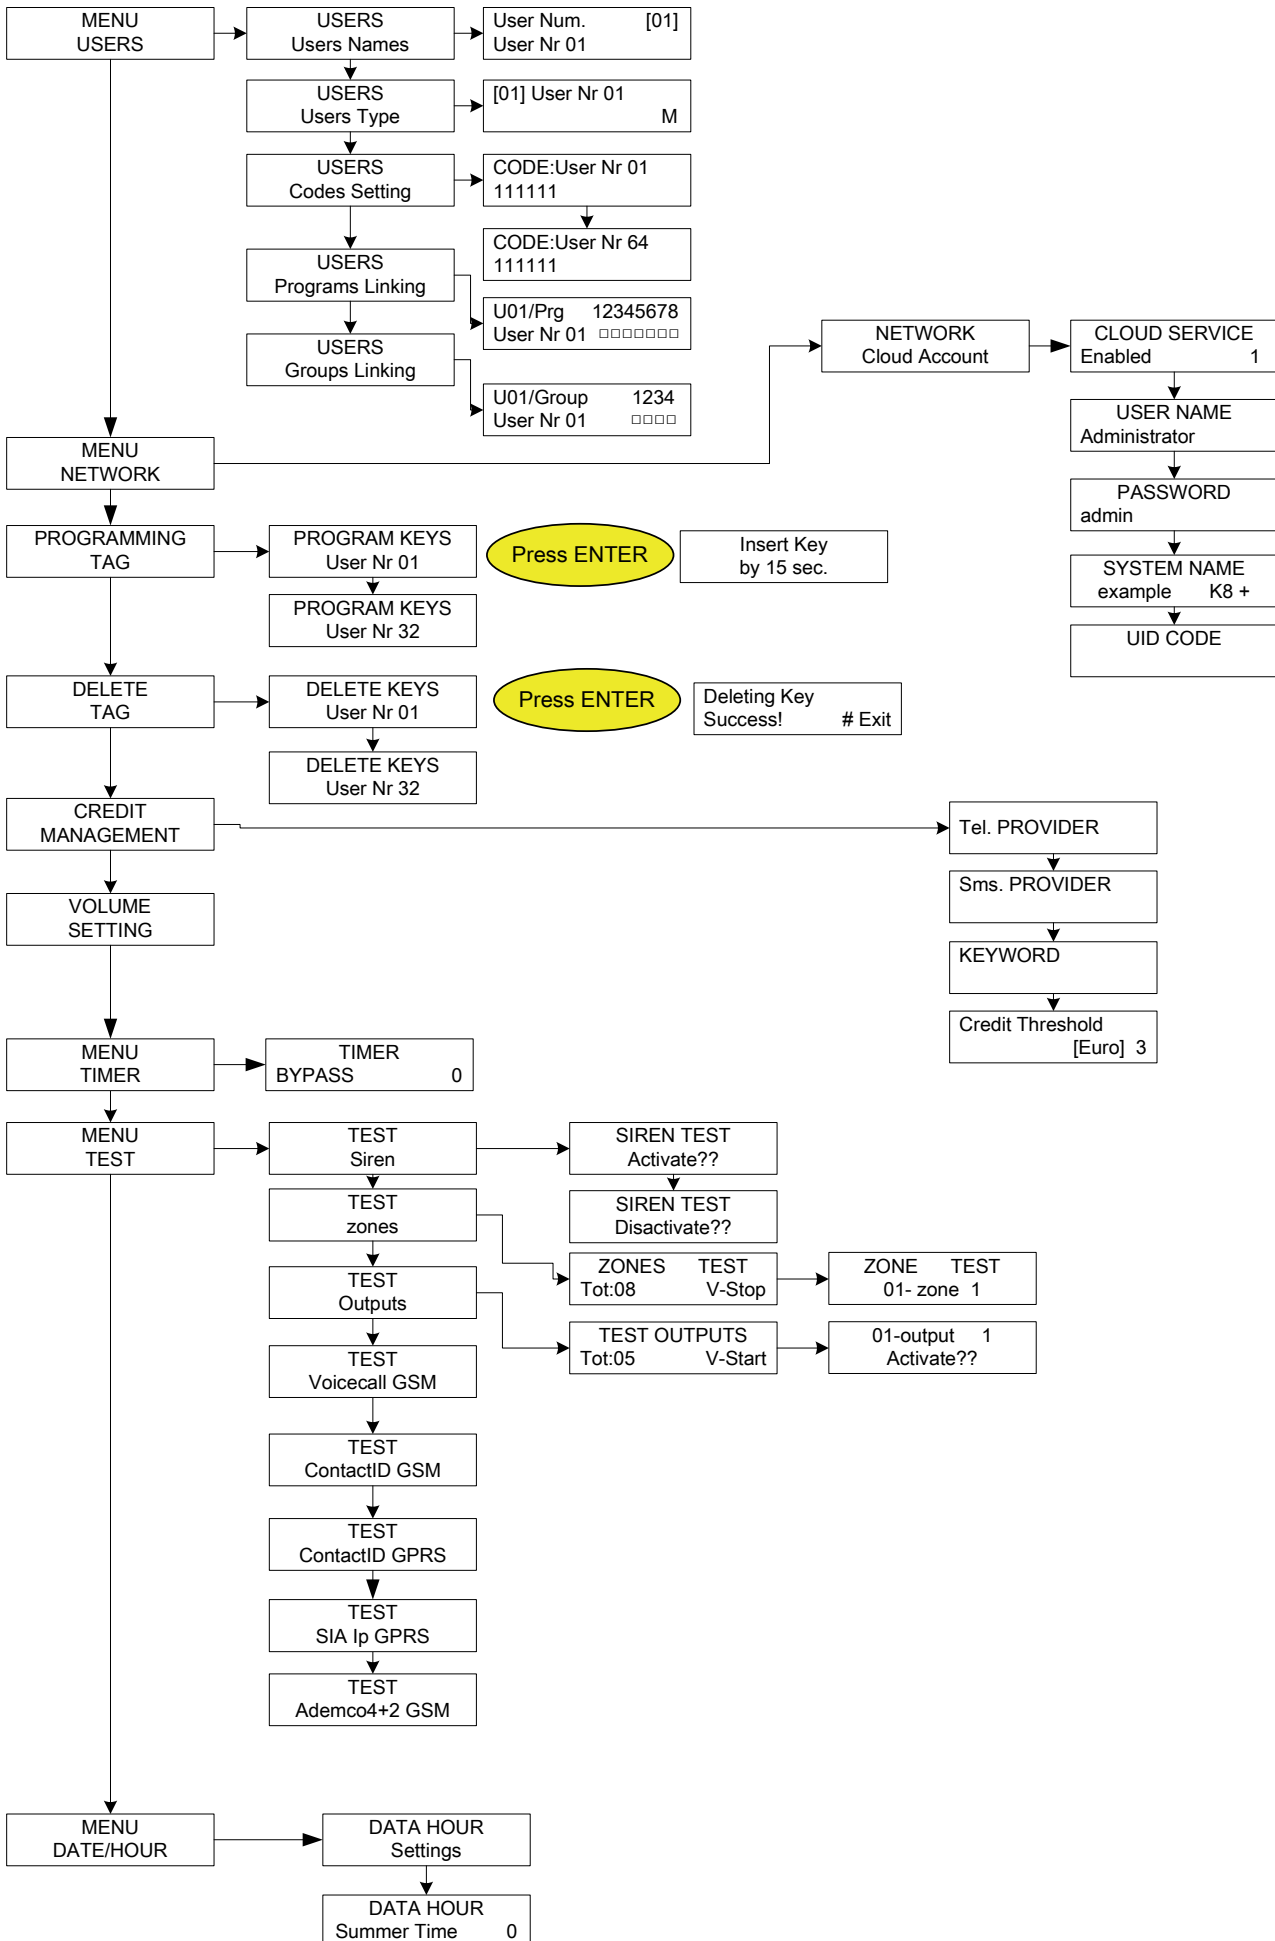 MENU
USERS
USERS
Users Names
User Num. [01]
User Nr 01
USERS
Users Type
[01] User Nr 01
M
USERS
Codes Setting
CODE:User Nr 01
111111
CODE:User Nr 64
111111
USERS
Programs Linking
U01/Prg 12345678
User Nr 01 □□□□□□□
USERS
Groups Linking
U01/Group 1234
User Nr 01 □□□□
MENU
NETWORK
NETWORK
Cloud Account
CLOUD SERVICE
Enabled 1
USER NAME
Administrator
PASSWORD
admin
SYSTEM NAME
example K8 +
UID CODE
PROGRAMMING
TAG
PROGRAM KEYS
User Nr 01
Press ENTER
Insert Key
by 15 sec.
PROGRAM KEYS
User Nr 32
DELETE
TAG
DELETE KEYS
User Nr 01
Press ENTER
Deleting Key
Success! # Exit
DELETE KEYS
User Nr 32
CREDIT
MANAGEMENT
Tel. PROVIDER
Sms. PROVIDER
KEYWORD
Credit Threshold
[Euro] 3
VOLUME
SETTING
MENU
TIMER
TIMER
BYPASS 0
MENU
TEST
TEST
Siren
SIREN TEST
Activate??
SIREN TEST
Disactivate??
TEST
zones
ZONES TEST
Tot:08 V-Stop
ZONE TEST
01- zone 1
TEST
Outputs
TEST OUTPUTS
Tot:05 V-Start
01-output 1
Activate??
TEST
Voicecall GSM
TEST
ContactID GSM
TEST
ContactID GPRS
TEST
SIA Ip GPRS
TEST
Ademco4+2 GSM
MENU
DATE/HOUR
DATA HOUR
Settings
DATA HOUR
Summer Time 0